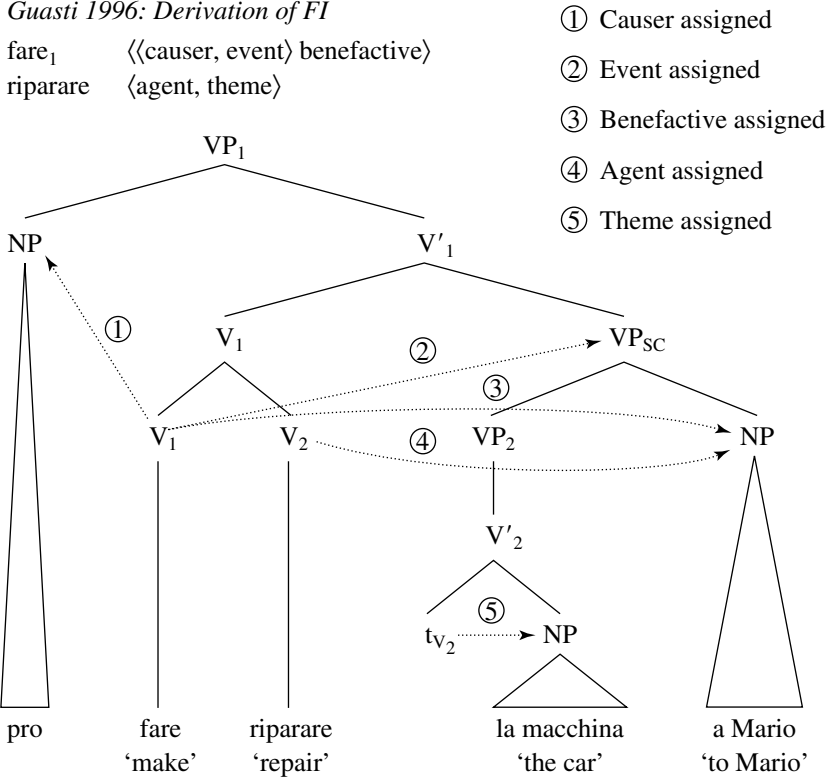 Guasti 1996: Derivation of FI
fare₁ ⟨⟨causer, event⟩ benefactive⟩
riparare ⟨agent, theme⟩
① Causer assigned
② Event assigned
③ Benefactive assigned
④ Agent assigned
⑤ Theme assigned
VP₁
NP V′₁
①
V₁ ② VP_SC
③
V₁ V₂ ④ VP₂ NP
V′₂
⑤
t_V₂ NP
pro fare riparare la macchina a Mario
‘make’ ‘repair’ ‘the car’ ‘to Mario’